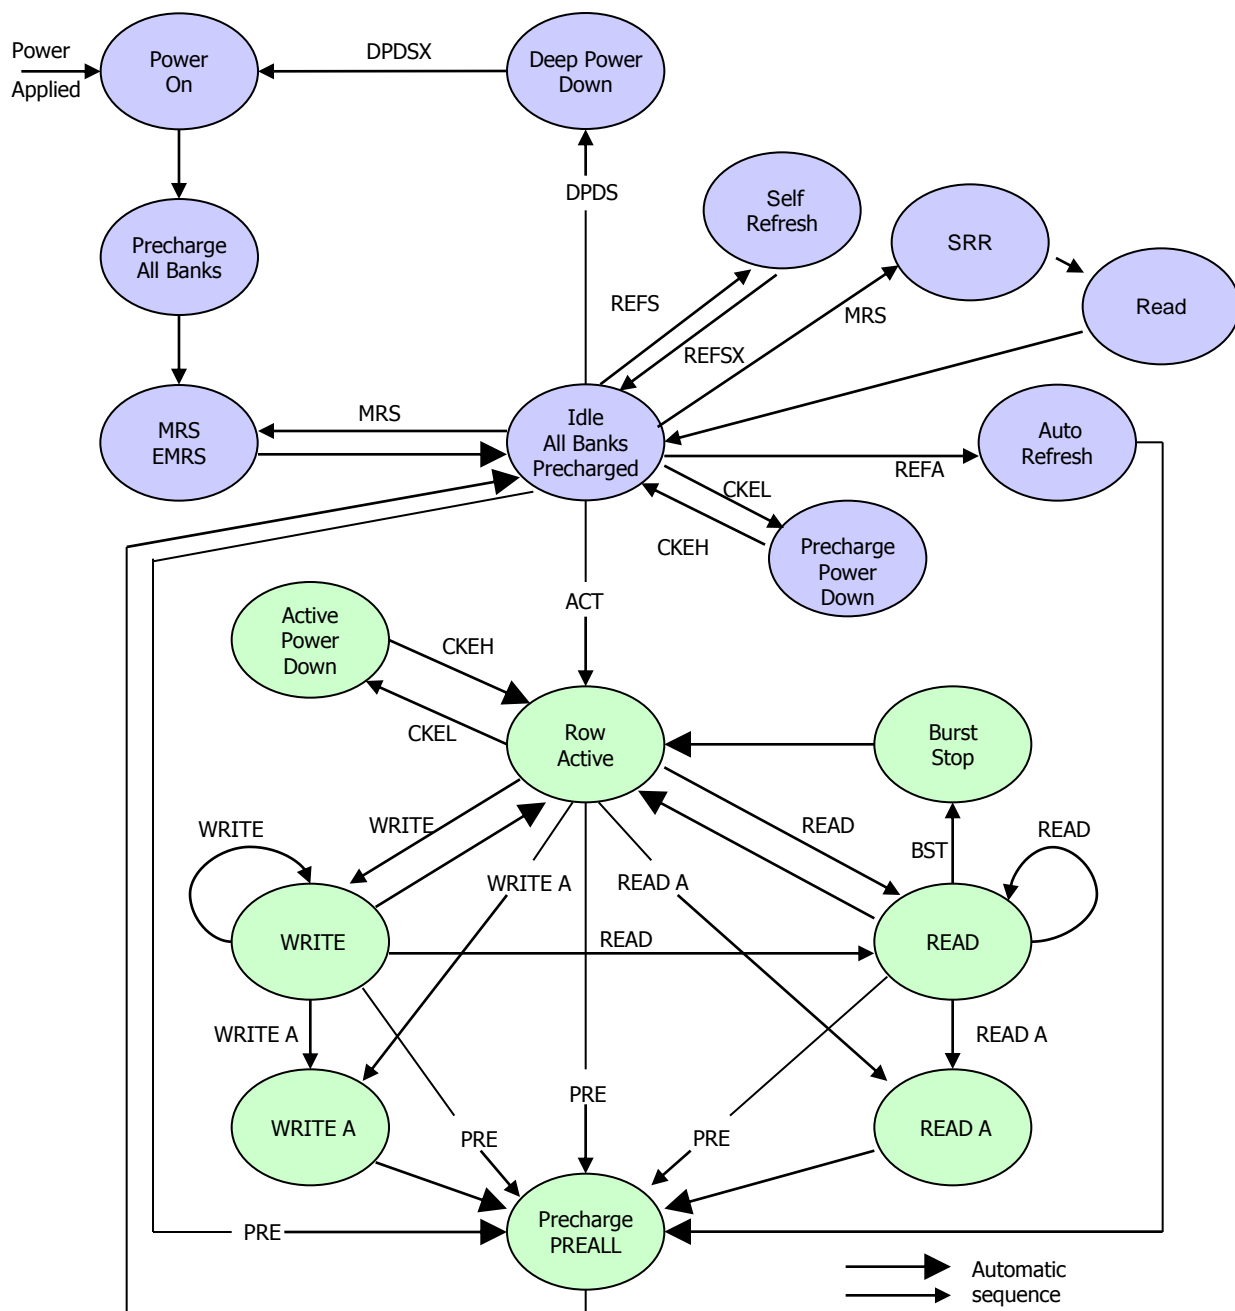 Power
Applied
Power
On
DPDSX
Deep Power
Down
DPDS
Self
Refresh
SRR
Precharge
All Banks
REFS
MRS
Read
REFSX
MRS
EMRS
MRS
Idle
All Banks
Precharged
Auto
Refresh
REFA
CKEL
CKEH
Precharge
Power
Down
ACT
Active
Power
Down
CKEH
CKEL
Row
Active
Burst
Stop
WRITE
WRITE
READ
BST
READ
WRITE A
READ A
WRITE
READ
READ
WRITE A
READ A
WRITE A
PRE
READ A
PRE
PRE
PRE
Precharge
PREALL
Automatic
sequence